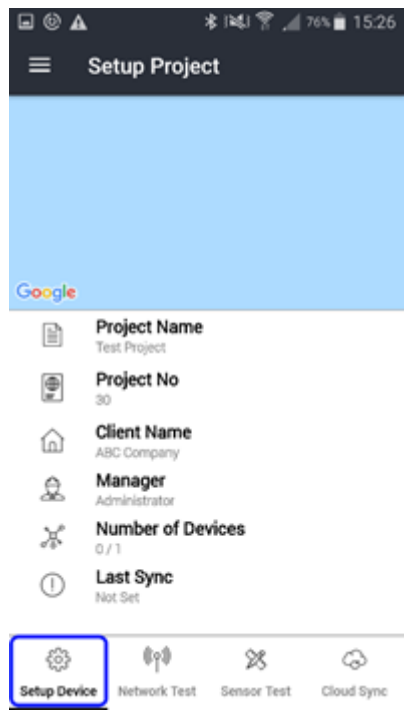 76% 15:26
Setup Project
Google
Project Name
Test Project
Project No
30
Client Name
ABC Company
Manager
Administrator
Number of Devices
0 / 1
Last Sync
Not Set
Setup Device Network Test Sensor Test Cloud Sync